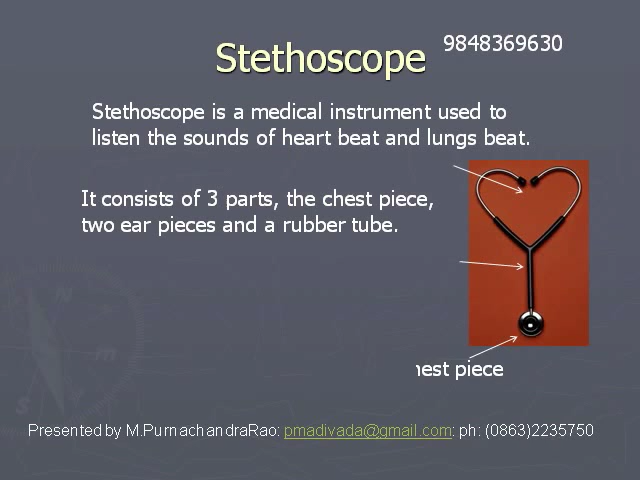 9848369630
Stethoscope
Stethoscope is a medical instrument used to
listen the sounds of heart beat and lungs beat.
It consists of 3 parts, the chest piece,
two ear pieces and a rubber tube.
hest piece
Presented by M.PurnachandraRao: pmadivada@gmail.com: ph: (0863)2235750
N
m
S